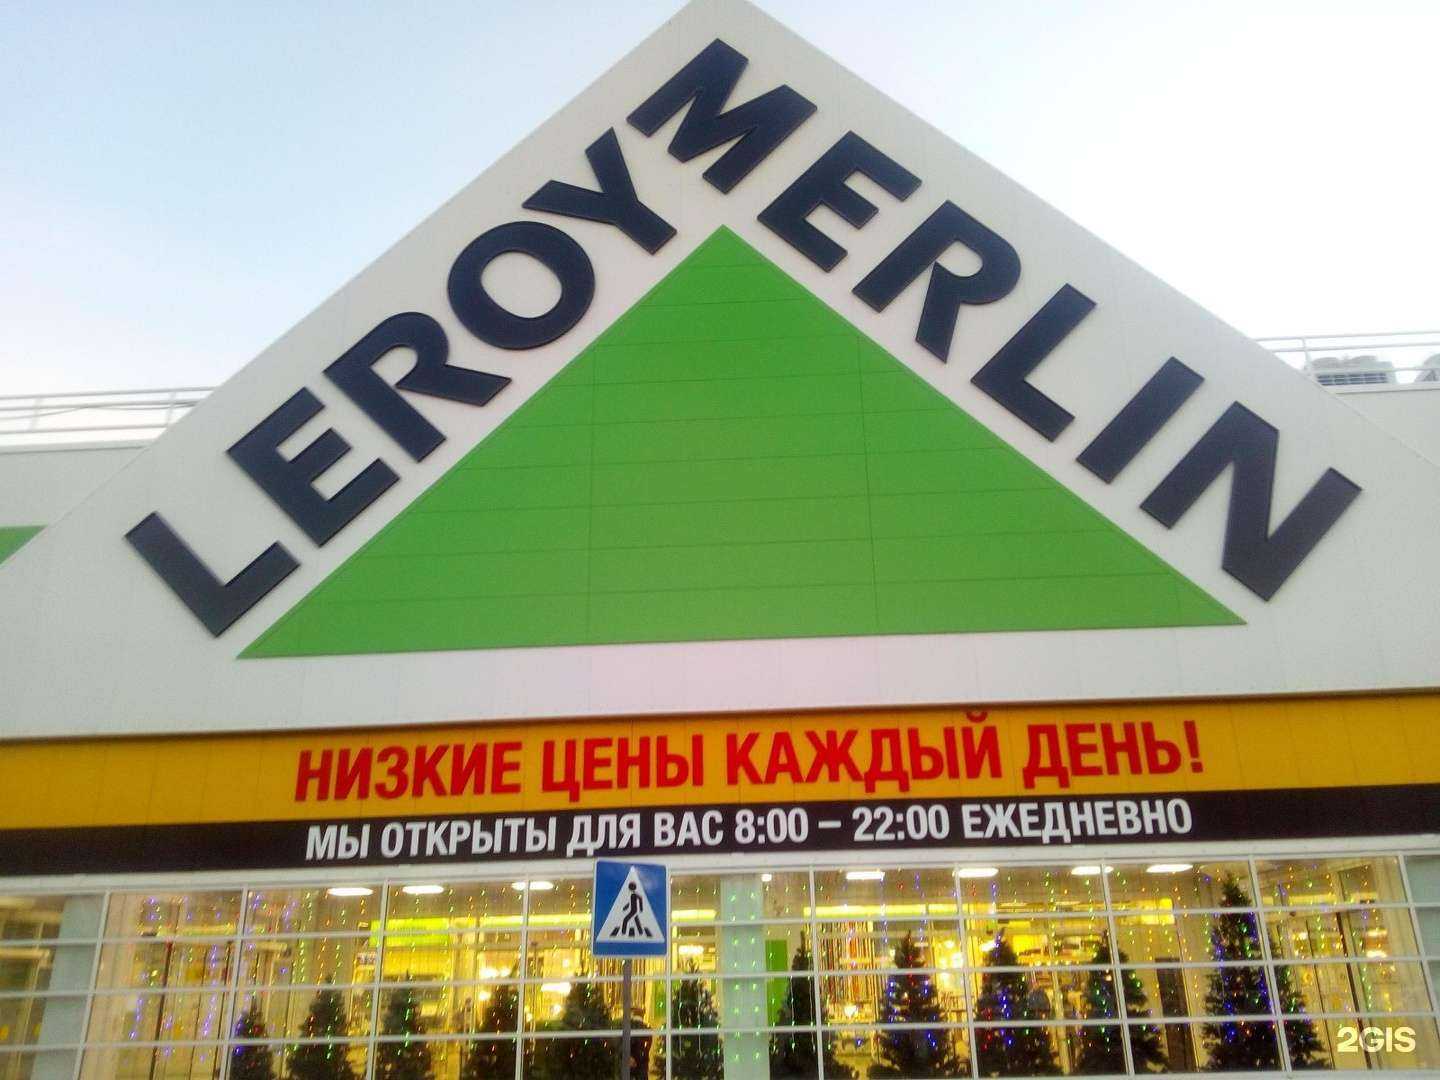 LEROY MERLIN
НИЗКИЕ ЦЕНЫ КАЖДЫЙ ДЕНЬ!
МЫ ОТКРЫТЫ ДЛЯ ВАС 8:00 – 22:00 ЕЖЕДНЕВНО
2GIS